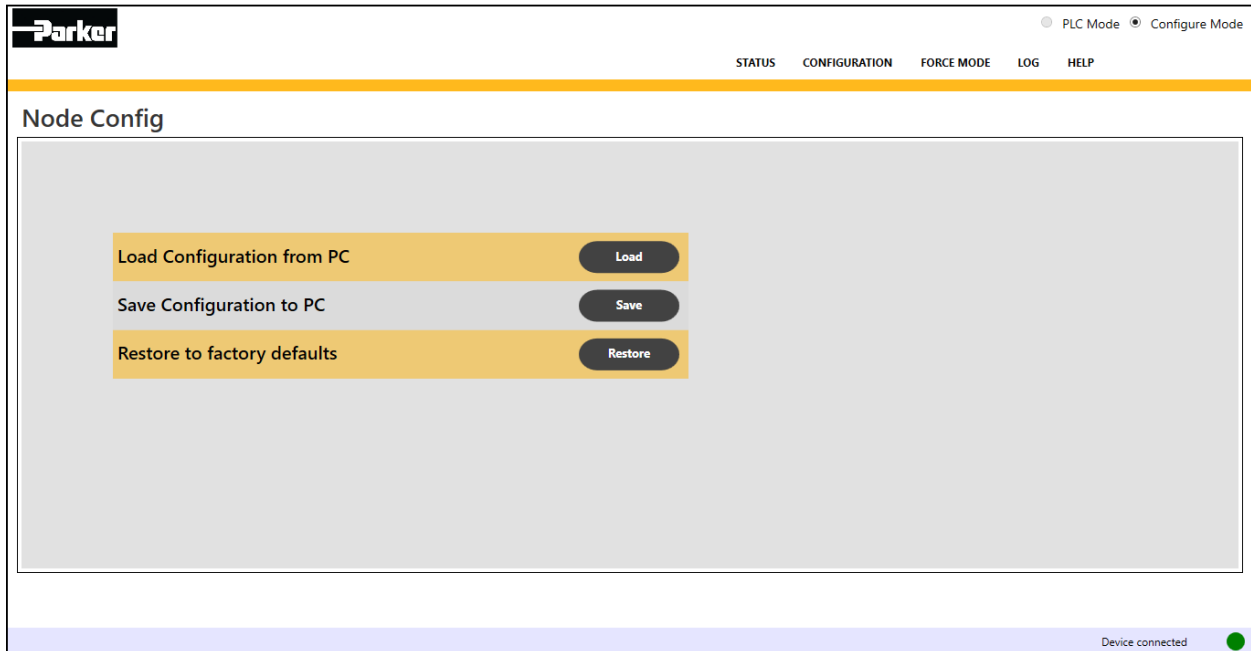 Parker
PLC Mode Configure Mode
STATUS CONFIGURATION FORCE MODE LOG HELP
Node Config
Load Configuration from PC Load
Save Configuration to PC Save
Restore to factory defaults Restore
Device connected